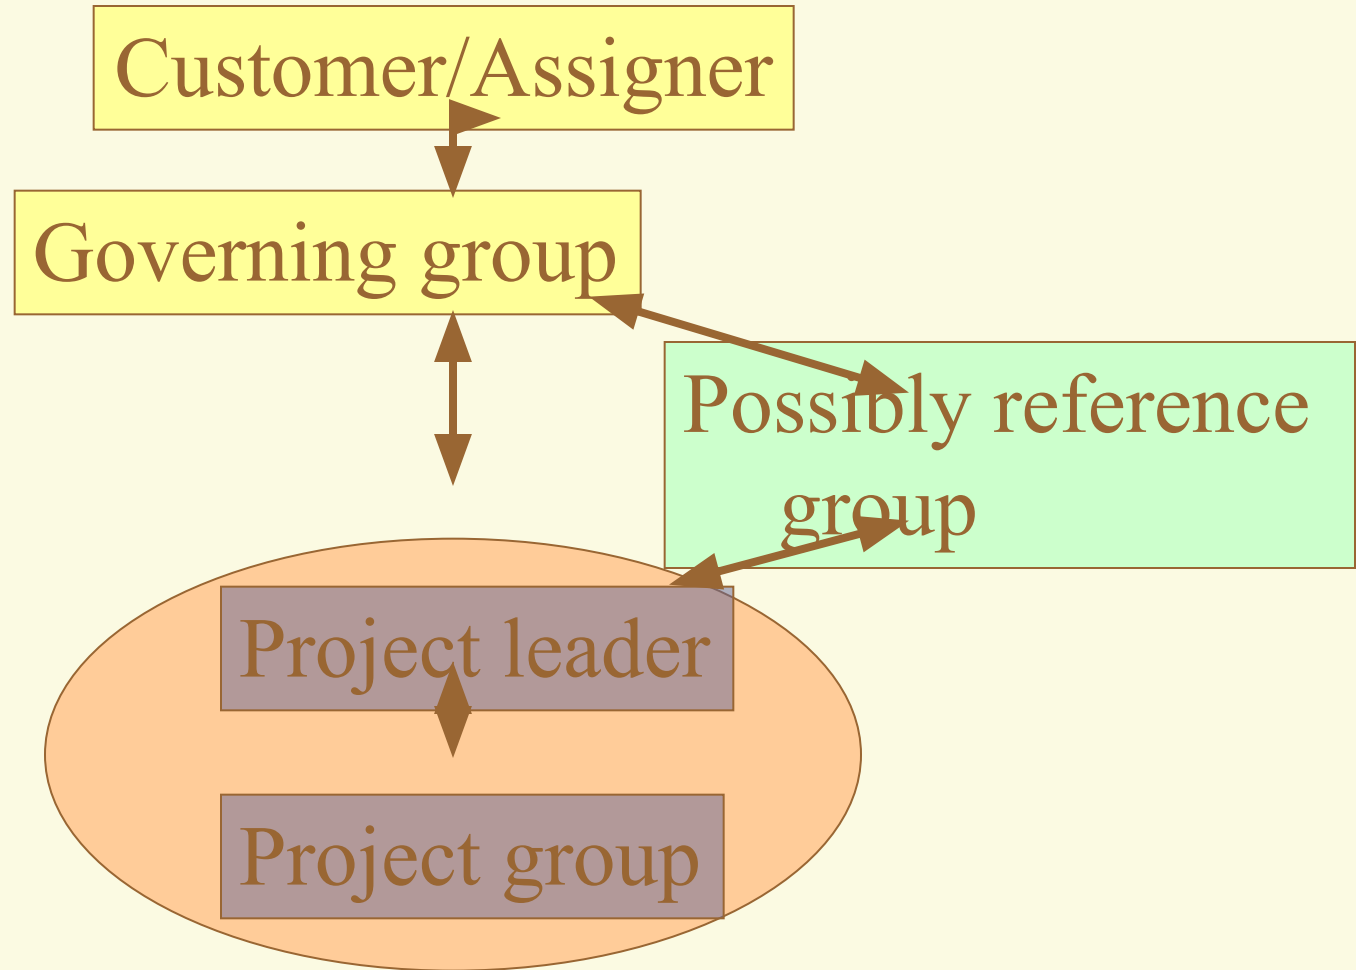 Customer/Assigner
Governing group
Possibly reference
group
Project leader
Project group